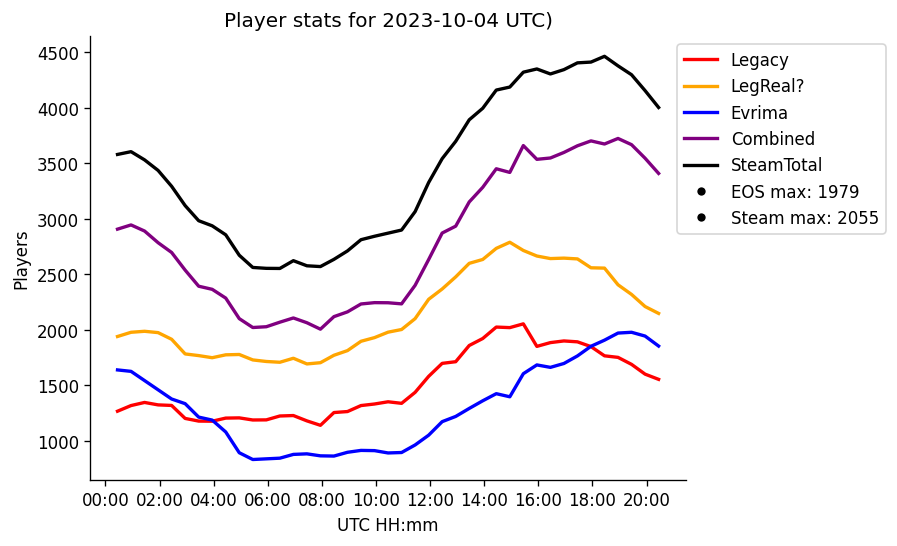 Player stats for 2023-10-04 UTC)
Legacy
LegReal?
Evrima
Combined
SteamTotal
EOS max: 1979
Steam max: 2055
Players
4500
4000
3500
3000
2500
2000
1500
1000
00:00 02:00 04:00 06:00 08:00 10:00 12:00 14:00 16:00 18:00 20:00
UTC HH:mm